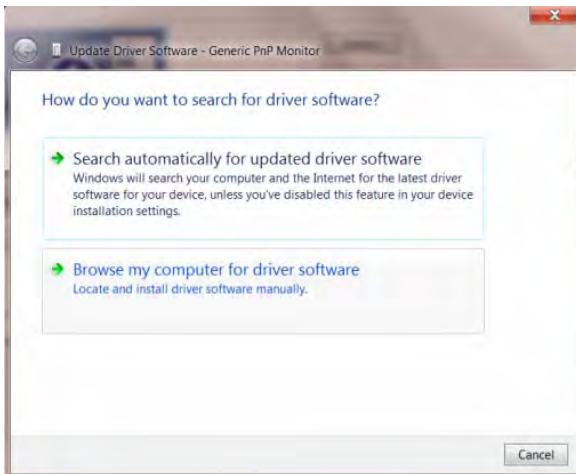 Update Driver Software - Generic PnP Monitor
How do you want to search for driver software?
Search automatically for updated driver software
Windows will search your computer and the Internet for the latest driver
software for your device, unless you've disabled this feature in your device
installation settings.
Browse my computer for driver software
Locate and install driver software manually.
Cancel